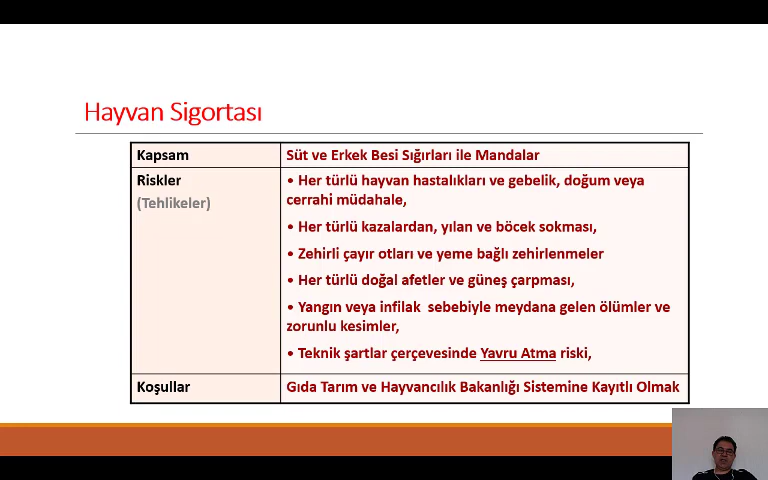 Hayvan Sigortası
Kapsam
Süt ve Erkek Besi Sığırları ile Mandalar
Riskler
(Tehlikeler)
• Her türlü hayvan hastalıkları ve gebelik, doğum veya
cerrahi müdahale,
• Her türlü kazalardan, yılan ve böcek sokması,
• Zehirli çayır otları ve yeme bağlı zehirlenmeler
• Her türlü doğal afetler ve güneş çarpması,
• Yangın veya infilak sebebiyle meydana gelen ölümler ve
zorunlu kesimler,
• Teknik şartlar çerçevesinde Yavru Atma riski,
Koşullar
Gıda Tarım ve Hayvancılık Bakanlığı Sistemine Kayıtlı Olmak